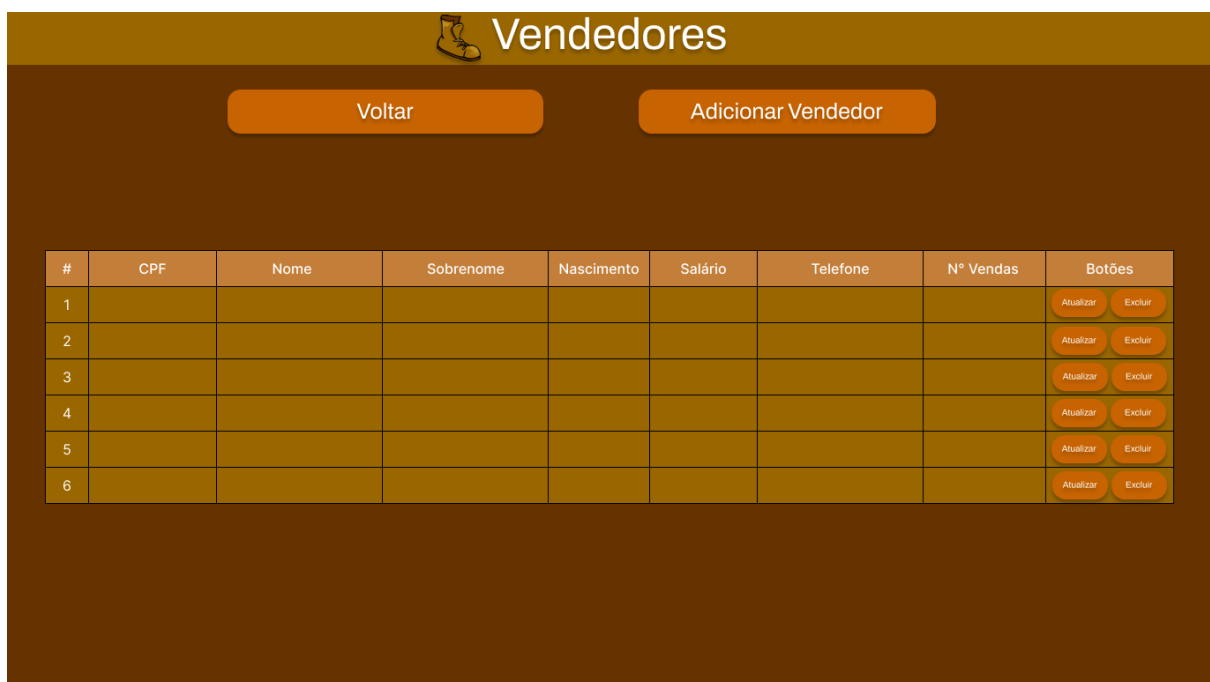 Vendedores
Voltar Adicionar Vendedor
# CPF Nome Sobrenome Nascimento Salário Telefone N° Vendas Botões
1 Atualizar Excluir
2 Atualizar Excluir
3 Atualizar Excluir
4 Atualizar Excluir
5 Atualizar Excluir
6 Atualizar Excluir